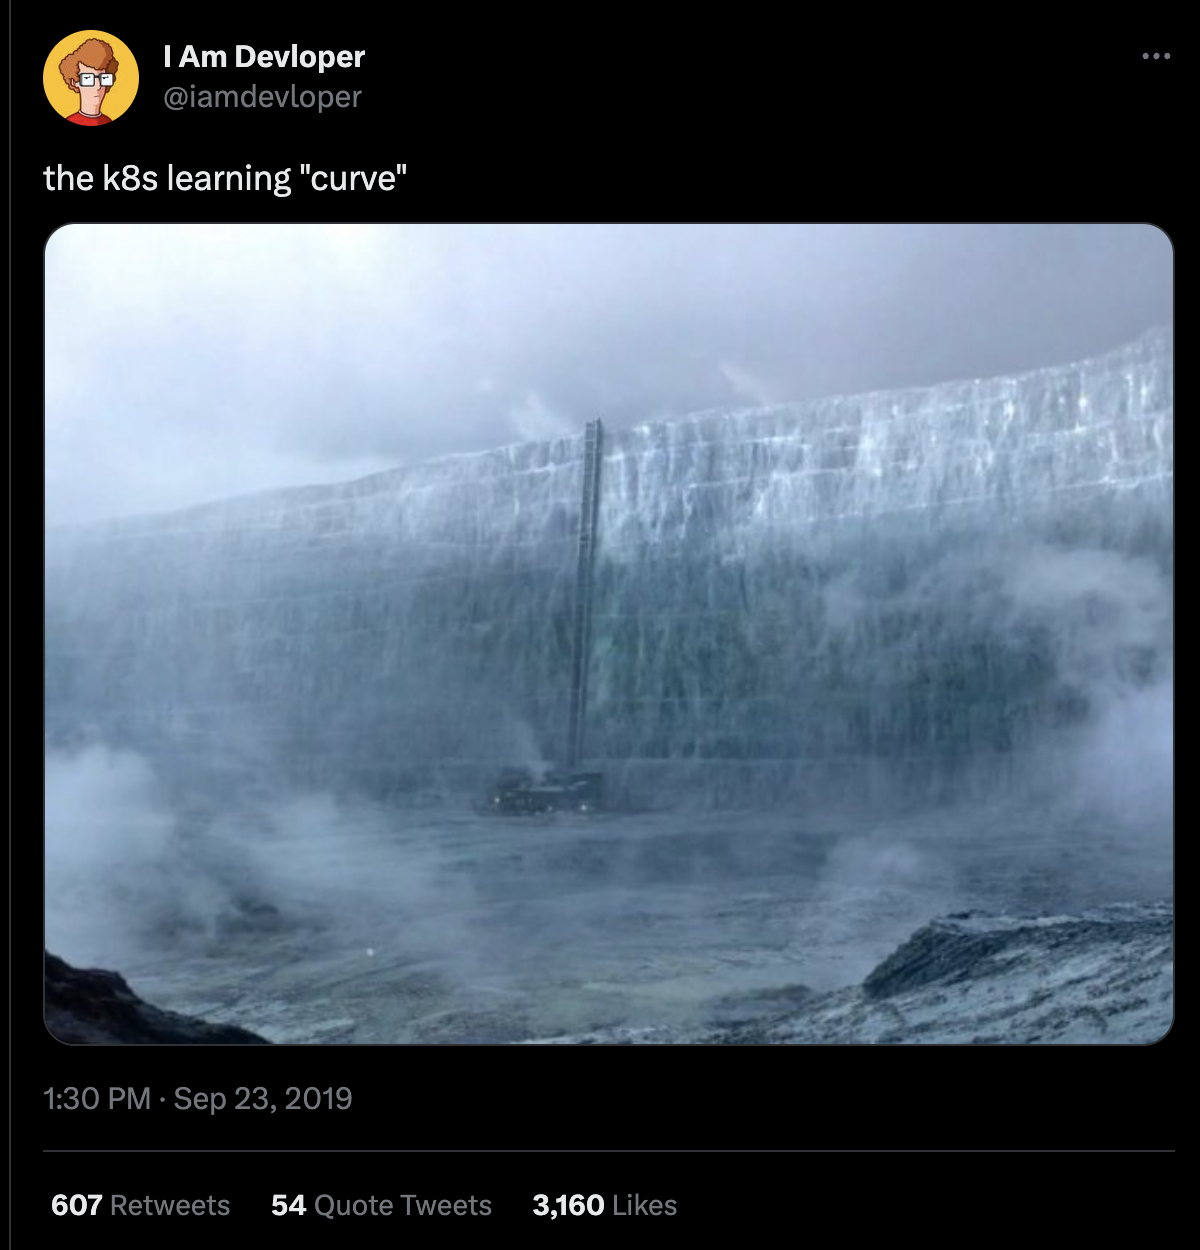 I Am Devloper
@iamdevloper
the k8s learning "curve"
1:30 PM · Sep 23, 2019
607 Retweets 54 Quote Tweets 3,160 Likes